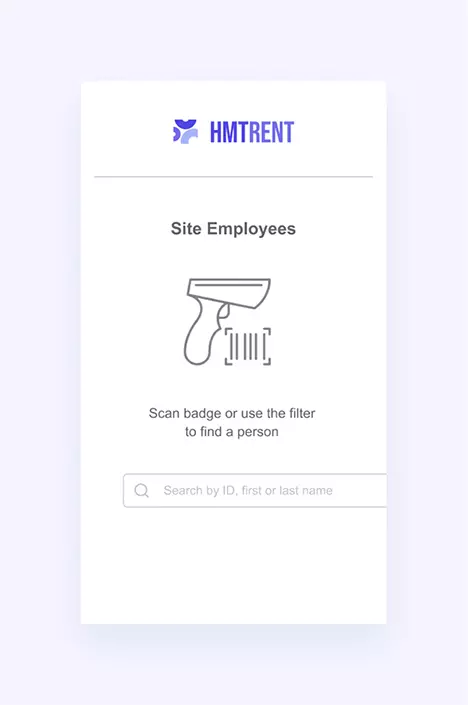 HMTRENT
Site Employees
Scan badge or use the filter
to find a person
Search by ID, first or last name